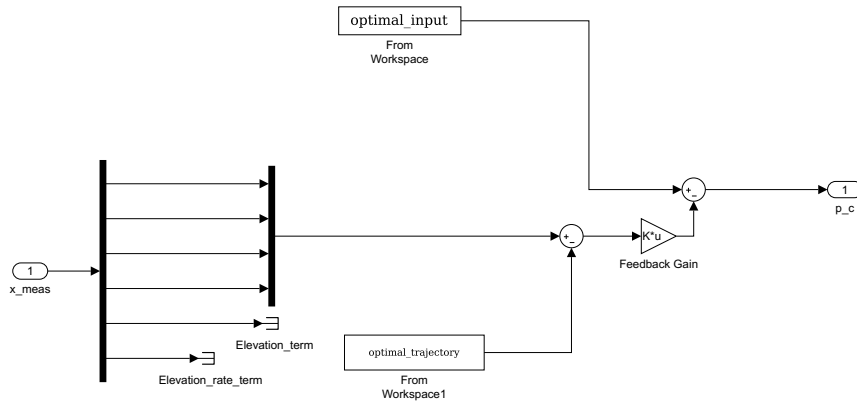 optimal_input
From
Workspace
+
−
1
p_c
+
−
K*u
Feedback Gain
1
x_meas
Elevation_term
optimal_trajectory
Elevation_rate_term
From
Workspace1